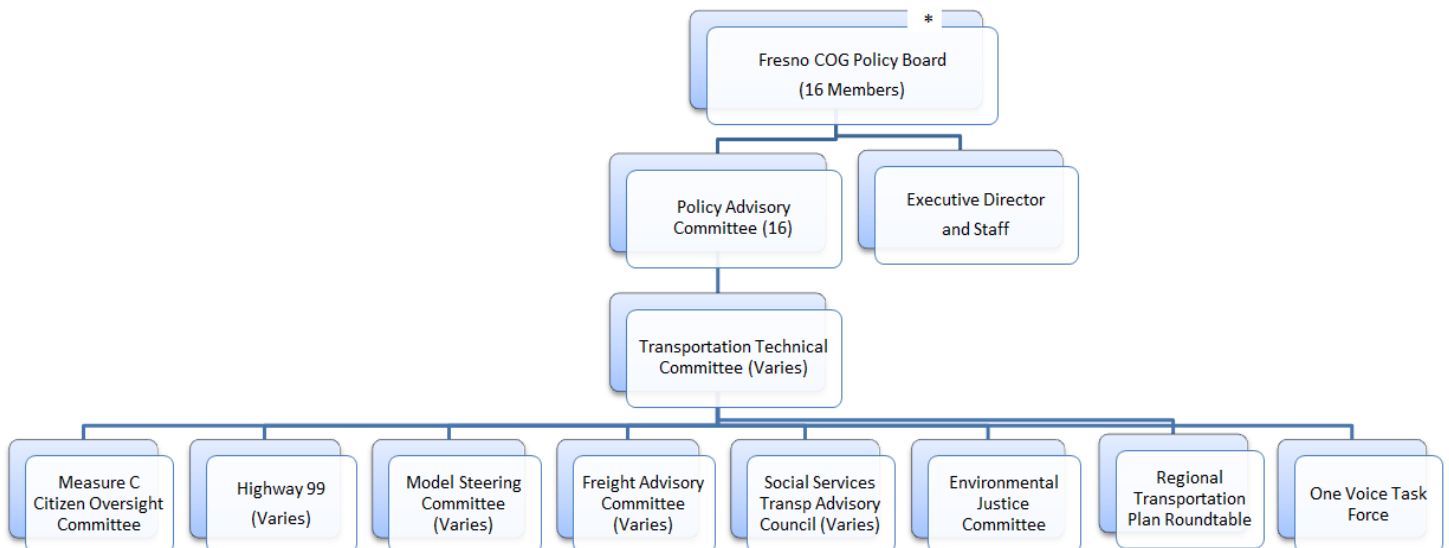 *
Fresno COG Policy Board
(16 Members)
Policy Advisory
Committee (16)
Executive Director
and Staff
Transportation Technical
Committee (Varies)
Measure C
Citizen Oversight
Committee
Highway 99
(Varies)
Model Steering
Committee
(Varies)
Freight Advisory
Committee
(Varies)
Social Services
Transp Advisory
Council (Varies)
Environmental
Justice
Committee
Regional
Transportation
Plan Roundtable
One Voice Task
Force